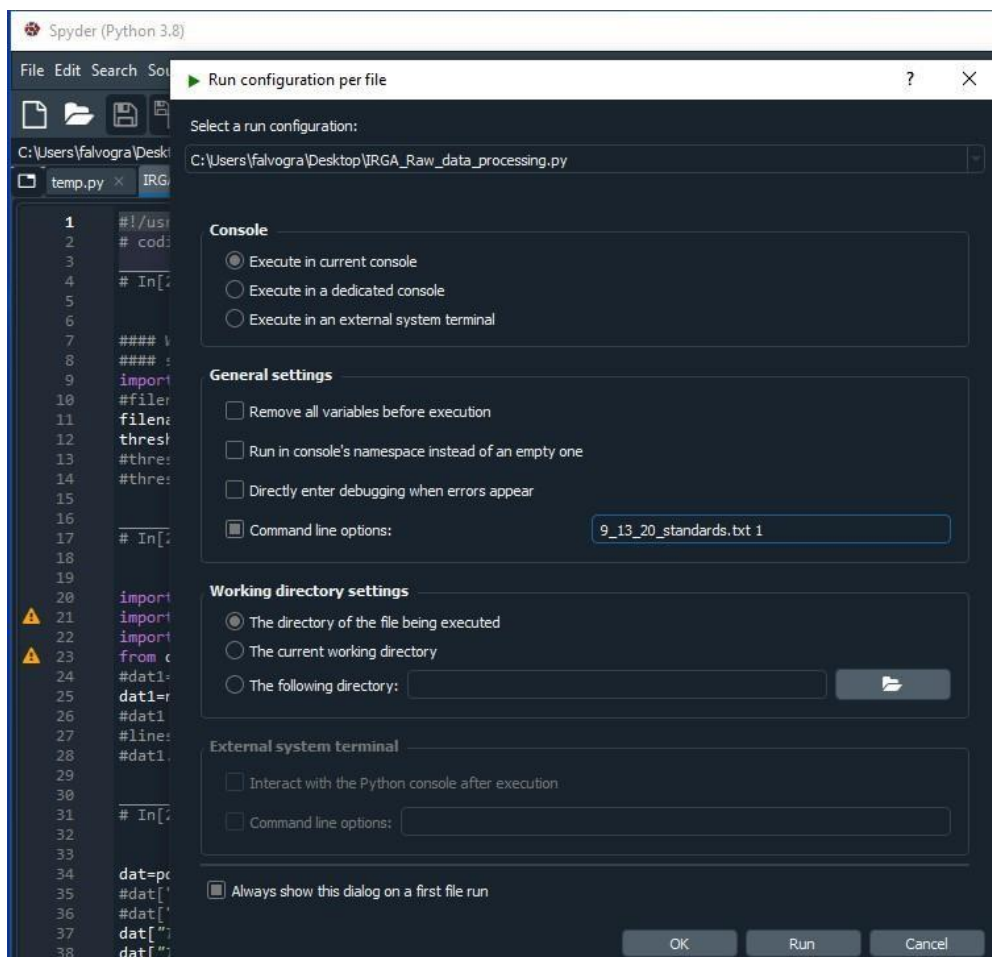 Spyder (Python 3.8)
File Edit Search Sou
Run configuration per file
?
Select a run configuration:
C:\Users\falvogra\Deskt
C:\Users\falvogra\Desktop\IRGA_Raw_data_processing.py
temp.py
IRGA
Console
Execute in current console
Execute in a dedicated console
Execute in an external system terminal
General settings
Remove all variables before execution
Run in console's namespace instead of an empty one
Directly enter debugging when errors appear
Command line options: 9_13_20_standards.txt 1
Working directory settings
The directory of the file being executed
The current working directory
The following directory:
External system terminal
Interact with the Python console after execution
Command line options:
Always show this dialog on a first file run
OK Run Cancel
1 #!/usr
2 # codi
3
4 # In[2
5
6
7 #### W
8 #### s
9 import
10 #filen
11 filena
12 thresh
13 #thres
14 #thres
15
16
17 # In[2
18
19
20 import
21 import
22 import
23 from d
24 #dat1=
25 dat1=r
26 #dat1
27 #lines
28 #dat1.
29
30
31 # In[2
32
33
34 dat=pd
35 #dat['
36 #dat['
37 dat["T
38 dat["T